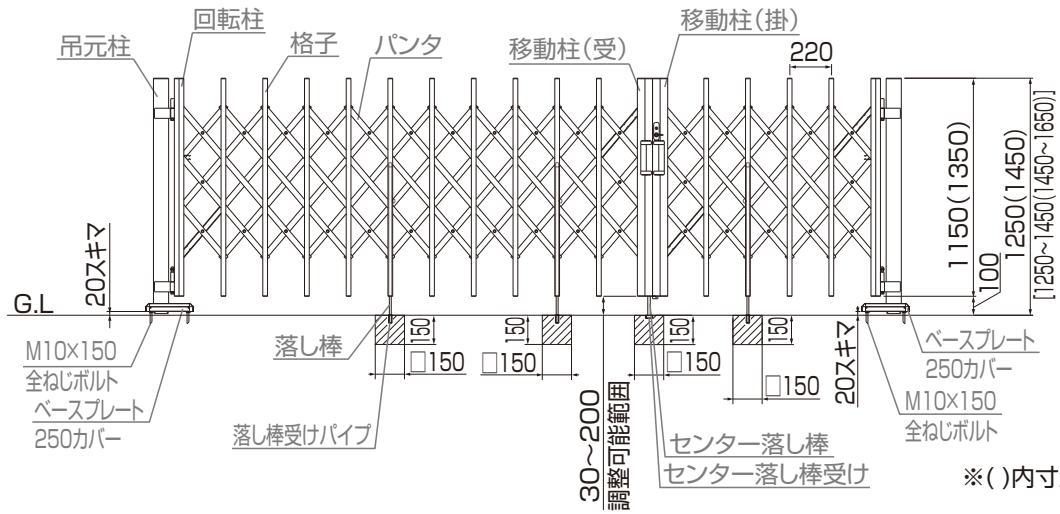 吊元柱
回転柱
格子
パンタ
移動柱(受)
移動柱(掛)
220
1150(1350)
100
1250(1450)
[1250~1450(1450~1650)]
20スキマ
G.L
M10×150
全ねじボルト
ベースプレート
250カバー
落し棒
落し棒受けパイプ
150
□150
150
□150
150
150
□150
30~200
調整可能範囲
センター落し棒
センター落し棒受け
20スキマ
ベースプレート
250カバー
M10×150
全ねじボルト
※( )内寸